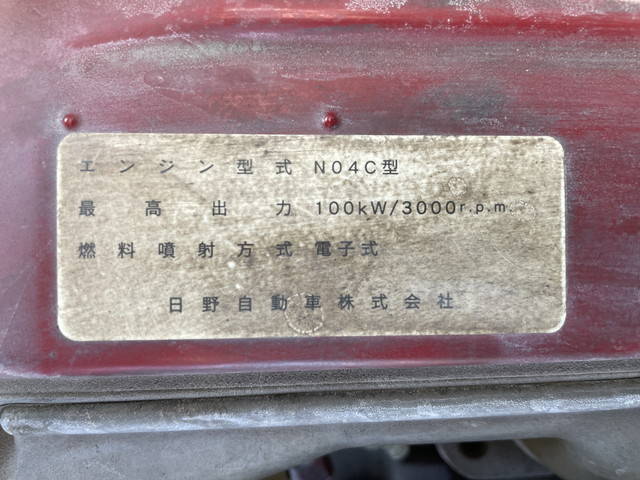 エンジン型式 N04C型
最高出力 100kW/3000r.p.m.
燃料噴射方式 電子式
日野自動車株式会社